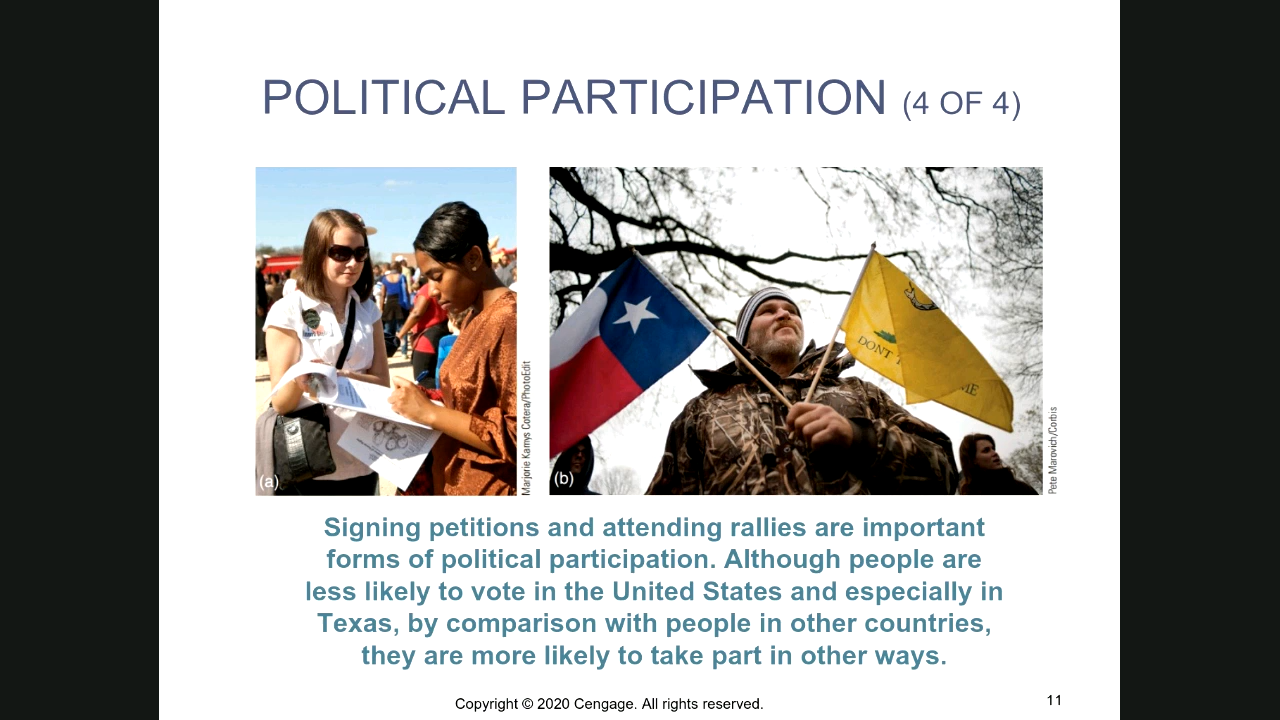 POLITICAL PARTICIPATION (4 OF 4)
(a)
Marjorie Kamys Cotera/PhotoEdit
DONT
ME
(b)
Pete Marovich/Corbis
Signing petitions and attending rallies are important
forms of political participation. Although people are
less likely to vote in the United States and especially in
Texas, by comparison with people in other countries,
they are more likely to take part in other ways.
Copyright © 2020 Cengage. All rights reserved.
11